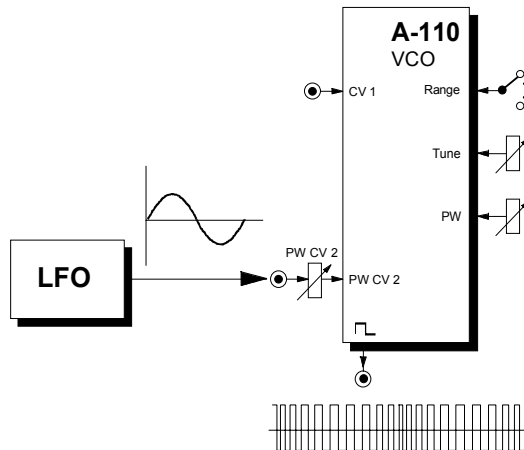 A-110
VCO
CV 1
Range
Tune
PW
PW CV 2
LFO
PW CV 2